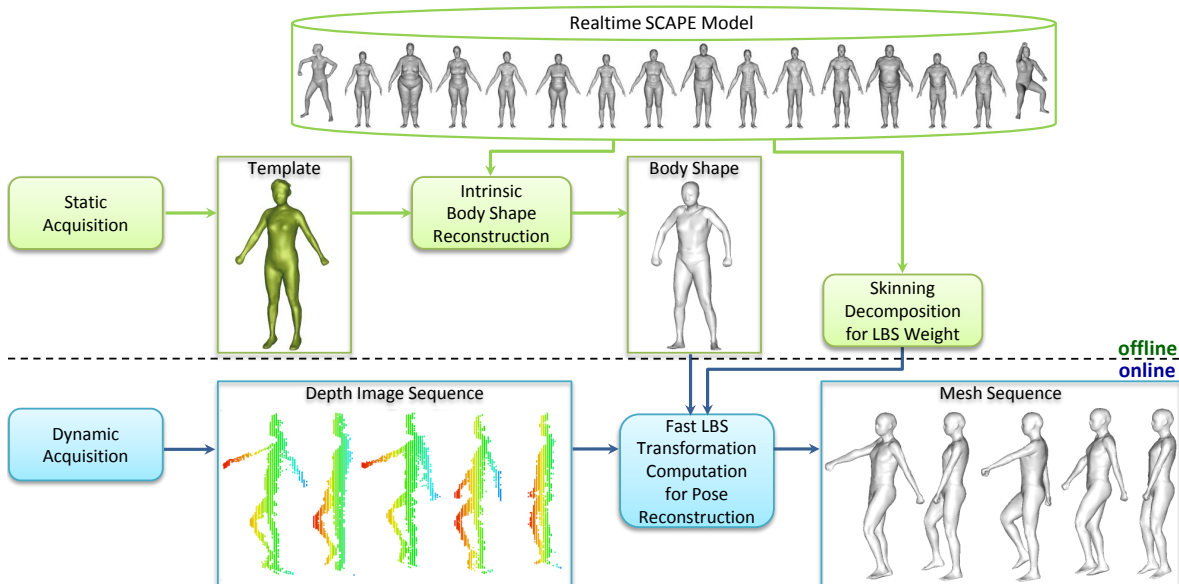 Realtime SCAPE Model
Template
Body Shape
Static
Acquisition
Intrinsic
Body Shape
Reconstruction
Skinning
Decomposition
for LBS Weight
offline
online
Depth Image Sequence
Mesh Sequence
Dynamic
Acquisition
Fast LBS
Transformation
Computation
for Pose
Reconstruction